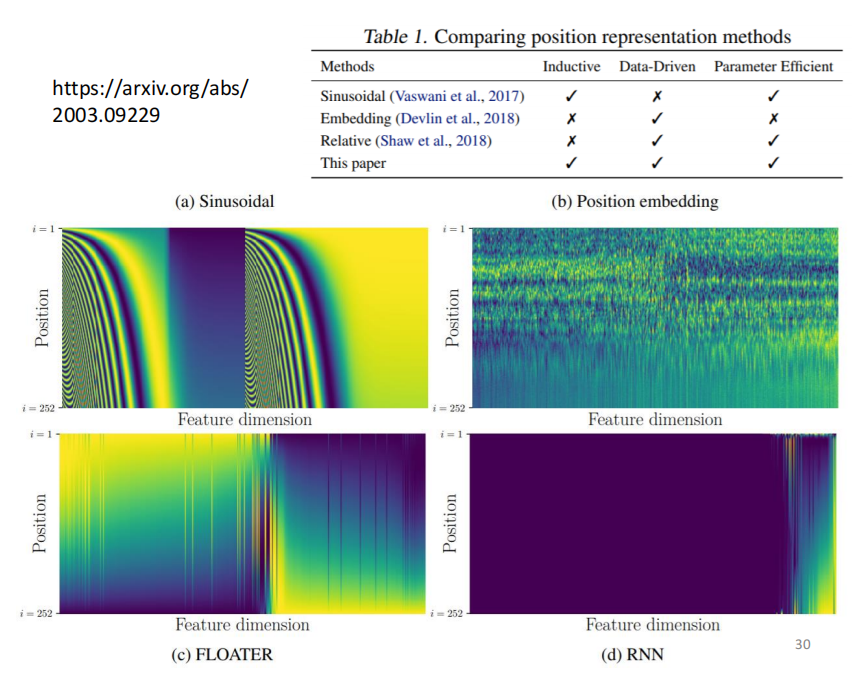 Table 1. Comparing position representation methods
https://arxiv.org/abs/
2003.09229
Methods Inductive Data-Driven Parameter Efficient
Sinusoidal (Vaswani et al., 2017) ✓ ✗ ✓
Embedding (Devlin et al., 2018) ✗ ✓ ✗
Relative (Shaw et al., 2018) ✗ ✓ ✓
This paper ✓ ✓ ✓
(a) Sinusoidal
i = 1
Position
i = 252
Feature dimension
(b) Position embedding
i = 1
Position
i = 252
Feature dimension
i = 1
Position
i = 252
Feature dimension
(c) FLOATER
i = 1
Position
i = 252
Feature dimension
(d) RNN
30